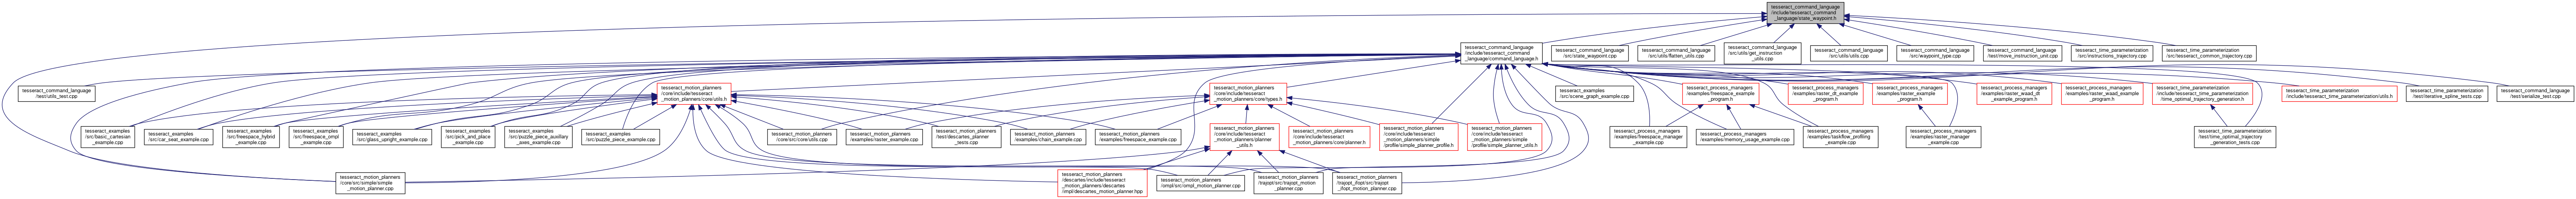 tesseract_command_language
/include/tesseract_command
_language/state_waypoint.h
tesseract_command_language
/include/tesseract_command
_language/command_language.h
tesseract_command_language
/src/state_waypoint.cpp
tesseract_command_language
/src/utils/flatten_utils.cpp
tesseract_command_language
/src/utils/get_instruction
_utils.cpp
tesseract_command_language
/src/utils/utils.cpp
tesseract_command_language
/src/waypoint_type.cpp
tesseract_command_language
/test/move_instruction_unit.cpp
tesseract_time_parameterization
/src/instructions_trajectory.cpp
tesseract_time_parameterization
/src/tesseract_common_trajectory.cpp
tesseract_command_language
/test/utils_test.cpp
tesseract_motion_planners
/core/include/tesseract
_motion_planners/core/utils.h
tesseract_motion_planners
/core/include/tesseract
_motion_planners/core/types.h
tesseract_examples
/src/scene_graph_example.cpp
tesseract_process_managers
/examples/freespace_example
_program.h
tesseract_process_managers
/examples/raster_dt_example
_program.h
tesseract_process_managers
/examples/raster_example
_program.h
tesseract_process_managers
/examples/raster_waad_dt
_example_program.h
tesseract_process_managers
/examples/raster_waad_example
_program.h
tesseract_time_parameterization
/include/tesseract_time_parameterization
/time_optimal_trajectory_generation.h
tesseract_time_parameterization
/include/tesseract_time_parameterization/utils.h
tesseract_time_parameterization
/test/iterative_spline_tests.cpp
tesseract_command_language
/test/serialize_test.cpp
tesseract_examples
/src/basic_cartesian
_example.cpp
tesseract_examples
/src/car_seat_example.cpp
tesseract_examples
/src/freespace_hybrid
_example.cpp
tesseract_examples
/src/freespace_ompl
_example.cpp
tesseract_examples
/src/glass_upright_example.cpp
tesseract_examples
/src/pick_and_place
_example.cpp
tesseract_examples
/src/puzzle_piece_auxillary
_axes_example.cpp
tesseract_examples
/src/puzzle_piece_example.cpp
tesseract_motion_planners
/core/src/core/utils.cpp
tesseract_motion_planners
/examples/raster_example.cpp
tesseract_motion_planners
/test/descartes_planner
_tests.cpp
tesseract_motion_planners
/examples/chain_example.cpp
tesseract_motion_planners
/examples/freespace_example.cpp
tesseract_motion_planners
/core/include/tesseract
_motion_planners/planner
_utils.h
tesseract_motion_planners
/core/include/tesseract
_motion_planners/core/planner.h
tesseract_motion_planners
/core/include/tesseract
_motion_planners/simple
/profile/simple_planner_profile.h
tesseract_motion_planners
/core/include/tesseract
_motion_planners/simple
/profile/simple_planner_utils.h
tesseract_process_managers
/examples/freespace_manager
_example.cpp
tesseract_process_managers
/examples/memory_usage_example.cpp
tesseract_process_managers
/examples/taskflow_profiling
_example.cpp
tesseract_process_managers
/examples/raster_manager
_example.cpp
tesseract_time_parameterization
/test/time_optimal_trajectory
_generation_tests.cpp
tesseract_motion_planners
/core/src/simple/simple
_motion_planner.cpp
tesseract_motion_planners
/descartes/include/tesseract
_motion_planners/descartes
/impl/descartes_motion_planner.hpp
tesseract_motion_planners
/ompl/src/ompl_motion_planner.cpp
tesseract_motion_planners
/trajopt/src/trajopt_motion
_planner.cpp
tesseract_motion_planners
/trajopt_ifopt/src/trajopt
_ifopt_motion_planner.cpp